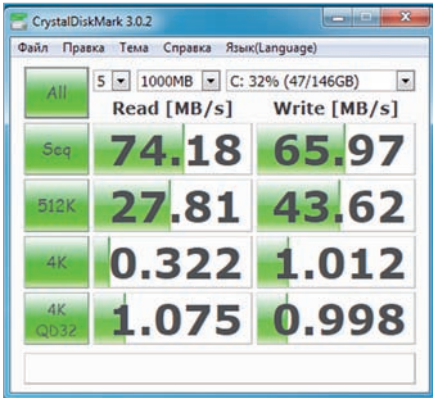 CrystalDiskMark 3.0.2
Файл Правка Тема Справка Язык(Language)
All 5 1000MB C: 32% (47/146GB)
Read [MB/s] Write [MB/s]
Seq 74.18 65.97
512K 27.81 43.62
4K 0.322 1.012
4K QD32 1.075 0.998